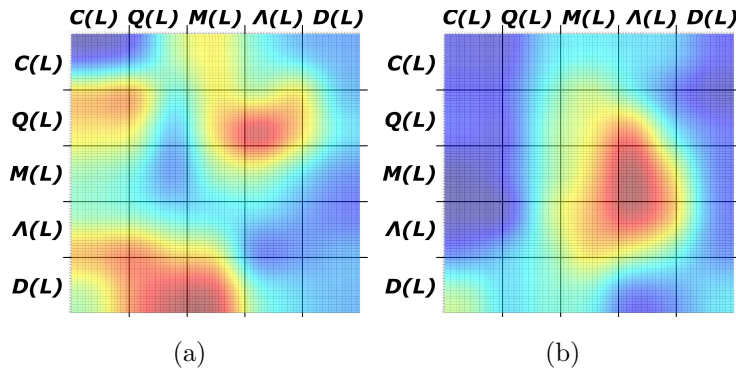 C(L) Q(L) M(L) Λ(L) D(L) C(L) Q(L) M(L) Λ(L) D(L)
C(L) C(L)
Q(L) Q(L)
M(L) M(L)
Λ(L) Λ(L)
D(L) D(L)
(a) (b)